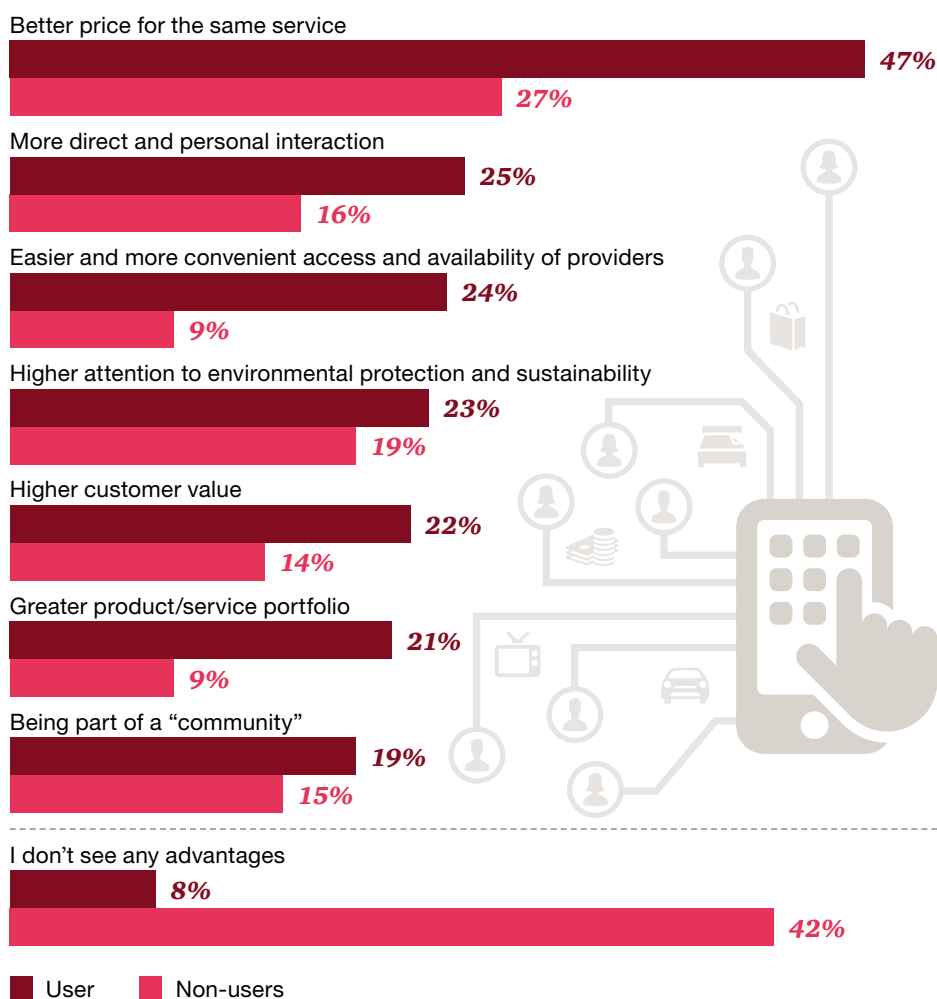 Better price for the same service
47%
27%
More direct and personal interaction
25%
16%
Easier and more convenient access and availability of providers
24%
9%
Higher attention to environmental protection and sustainability
23%
19%
Higher customer value
22%
14%
Greater product/service portfolio
21%
9%
Being part of a “community”
19%
15%
I don’t see any advantages
8%
42%
User Non-users